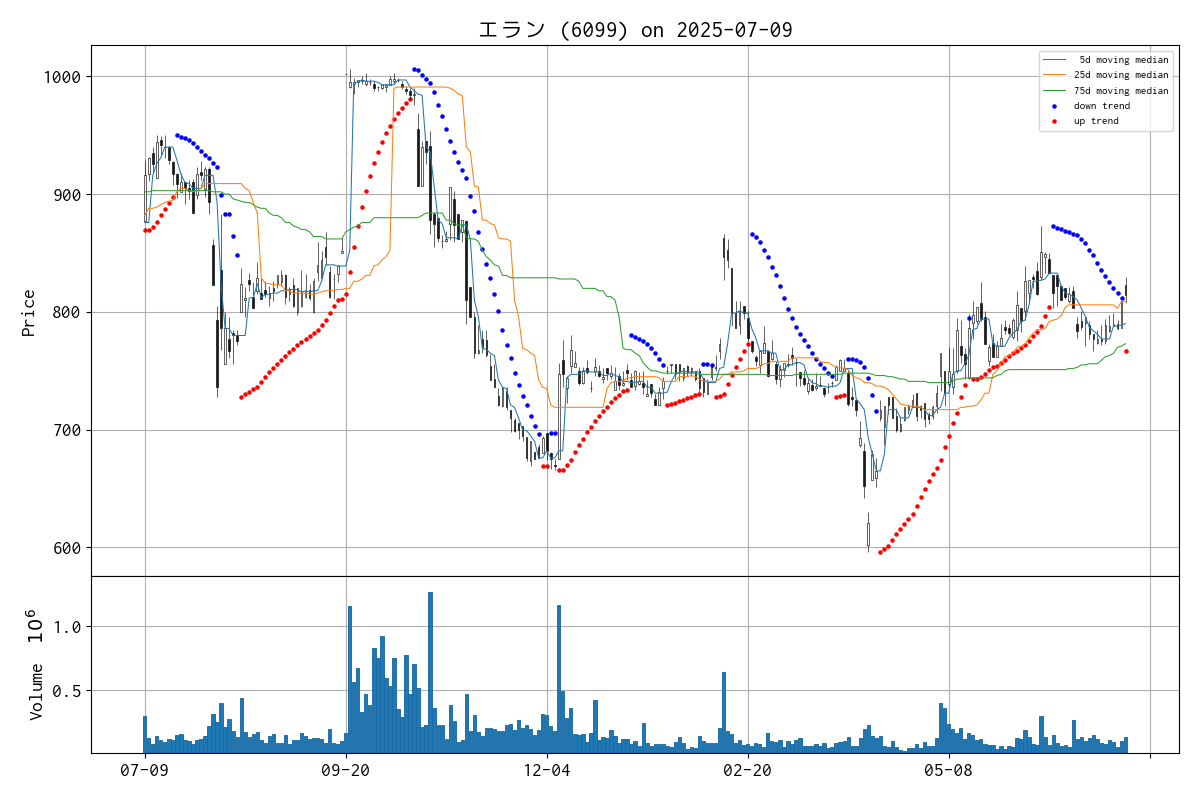 エラン (6099) on 2025-07-09
5d moving median
25d moving median
75d moving median
down trend
up trend
Price
1000
900
800
700
600
Volume 10^6
1.0
0.5
07-09
09-20
12-04
02-20
05-08